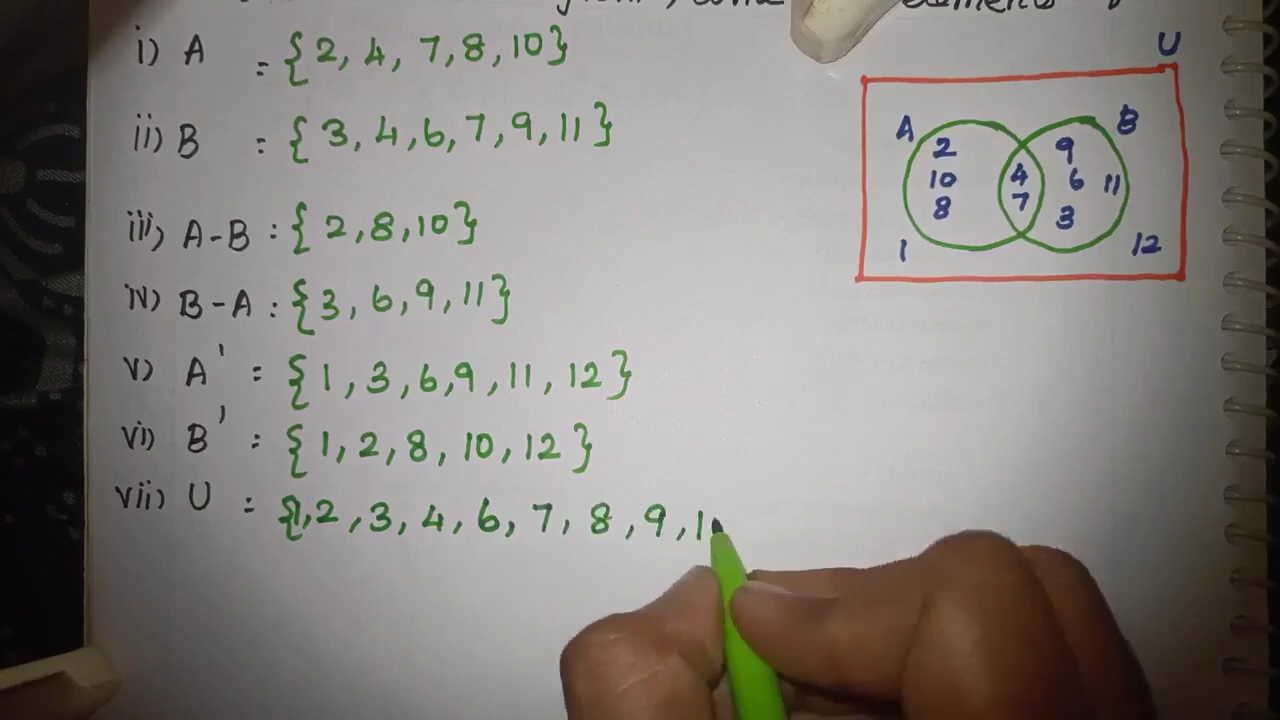 elements
i) A = {2, 4, 7, 8, 10}
ii) B = {3, 4, 6, 7, 9, 11}
iii) A-B = {2, 8, 10}
iv) B-A = {3, 6, 9, 11}
v) A' = {1, 3, 6, 9, 11, 12}
vi) B' = {1, 2, 8, 10, 12}
vii) U = {1, 2, 3, 4, 6, 7, 8, 9, 1
U
A B
2 9
10 4 6 11
8 7 3
1 12